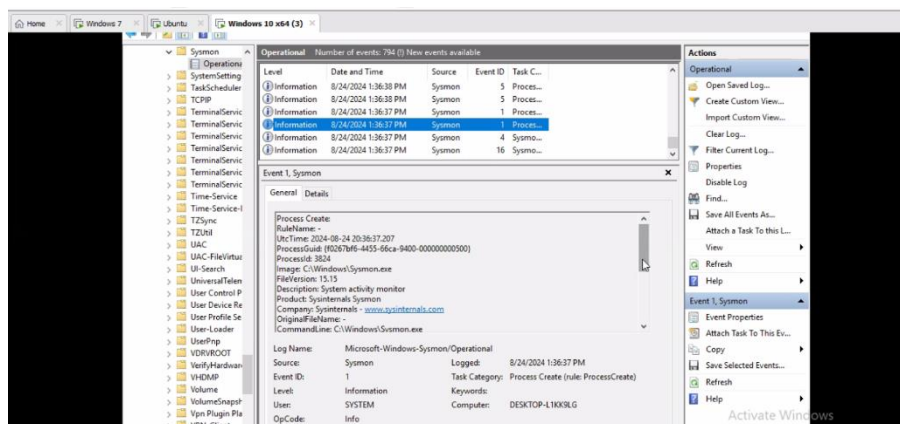 Home
Windows 7
Ubuntu
Windows 10 x64 (3)
Sysmon
Operationa
SystemSetting
TaskScheduler
TCPIP
TerminalServic
TerminalServic
TerminalServic
TerminalServic
TerminalServic
TerminalServic
Time-Service
Time-Service-
TZSync
TZUtil
UAC
UAC-FileVirtua
UI-Search
UniversalTelen
User Control P
User Device Re
User Profile Se
User-Loader
UserPnp
VDRVROOT
VerifyHardwar
VHDMP
Volume
VolumeSnapsh
Vpn Plugin Pla
Operational Number of events: 794 (!) New events available
Level Date and Time Source Event ID Task C...
Information 8/24/2024 1:36:38 PM Sysmon 5 Proces...
Information 8/24/2024 1:36:38 PM Sysmon 5 Proces...
Information 8/24/2024 1:36:37 PM Sysmon 1 Proces...
Information 8/24/2024 1:36:37 PM Sysmon 1 Proces...
Information 8/24/2024 1:36:37 PM Sysmon 4 Sysmo...
Information 8/24/2024 1:36:37 PM Sysmon 16 Sysmo...
Event 1, Sysmon
General Details
Process Create:
RuleName: -
UtcTime: 2024-08-24 20:36:37.207
ProcessGuid: {f0267bf6-4455-66ca-9400-000000000500}
ProcessId: 3824
Image: C:\Windows\Sysmon.exe
FileVersion: 15.15
Description: System activity monitor
Product: Sysinternals Sysmon
Company: Sysinternals - www.sysinternals.com
OriginalFileName: -
CommandLine: C:\Windows\Sysmon.exe
Log Name: Microsoft-Windows-Sysmon/Operational
Source: Sysmon Logged: 8/24/2024 1:36:37 PM
Event ID: 1 Task Category: Process Create (rule: ProcessCreate)
Level: Information Keywords:
User: SYSTEM Computer: DESKTOP-L1KK9LG
OpCode: Info
Actions
Operational
Open Saved Log...
Create Custom View...
Import Custom View...
Clear Log...
Filter Current Log...
Properties
Disable Log
Find...
Save All Events As...
Attach a Task To this L...
View
Refresh
Help
Event 1, Sysmon
Event Properties
Attach Task To This Ev...
Copy
Save Selected Events...
Refresh
Help
Activate Windows